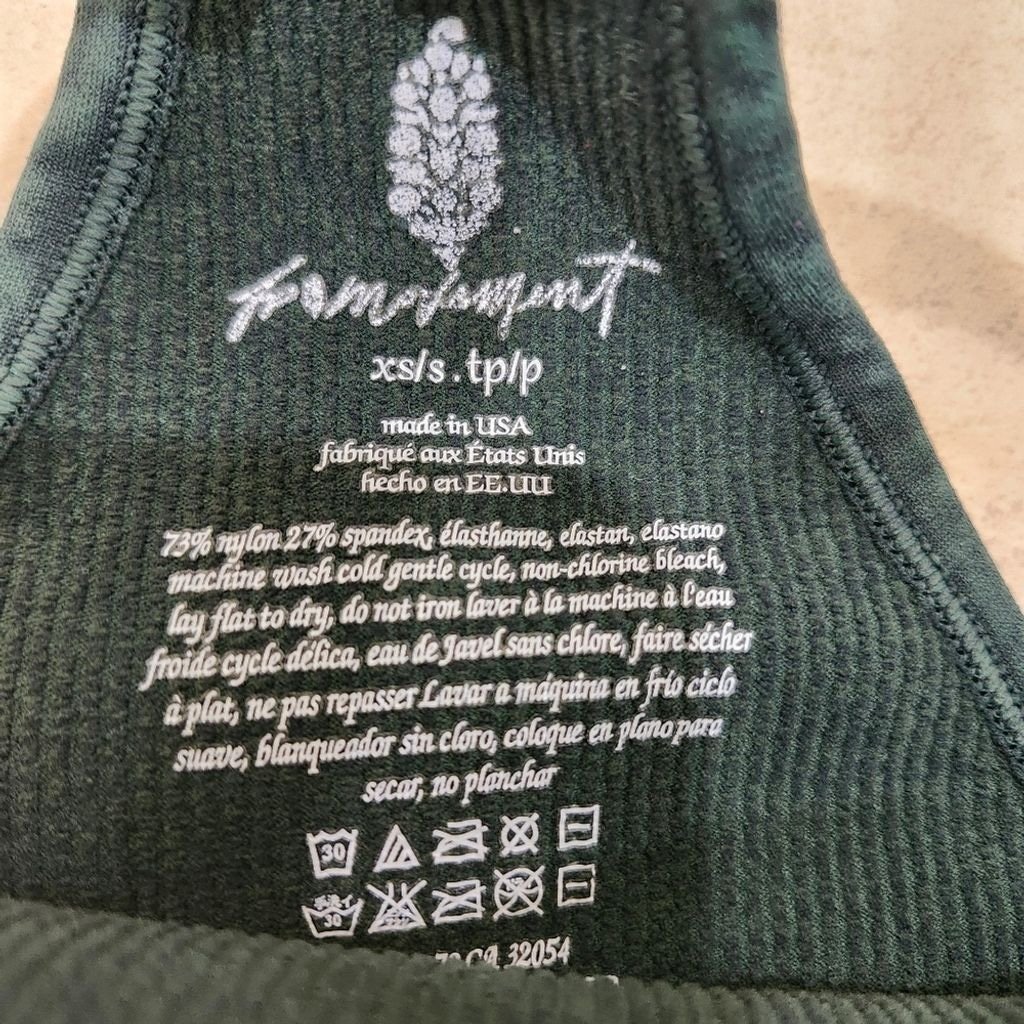 xs/s . tp/p
made in USA
fabriqué aux États Unis
hecho en EE.UU
73% nylon 27% spandex, élasthanne, elastan, elastano
machine wash cold gentle cycle, non-chlorine bleach,
lay flat to dry, do not iron laver à la machine à l'eau
froide cycle délica, eau de Javel sans chlore, faire sécher
à plat, ne pas repasser Lavar a máquina en frío ciclo
suave, blanqueador sin cloro, coloque en plano para
secar, no planchar
30
30
CA 32054